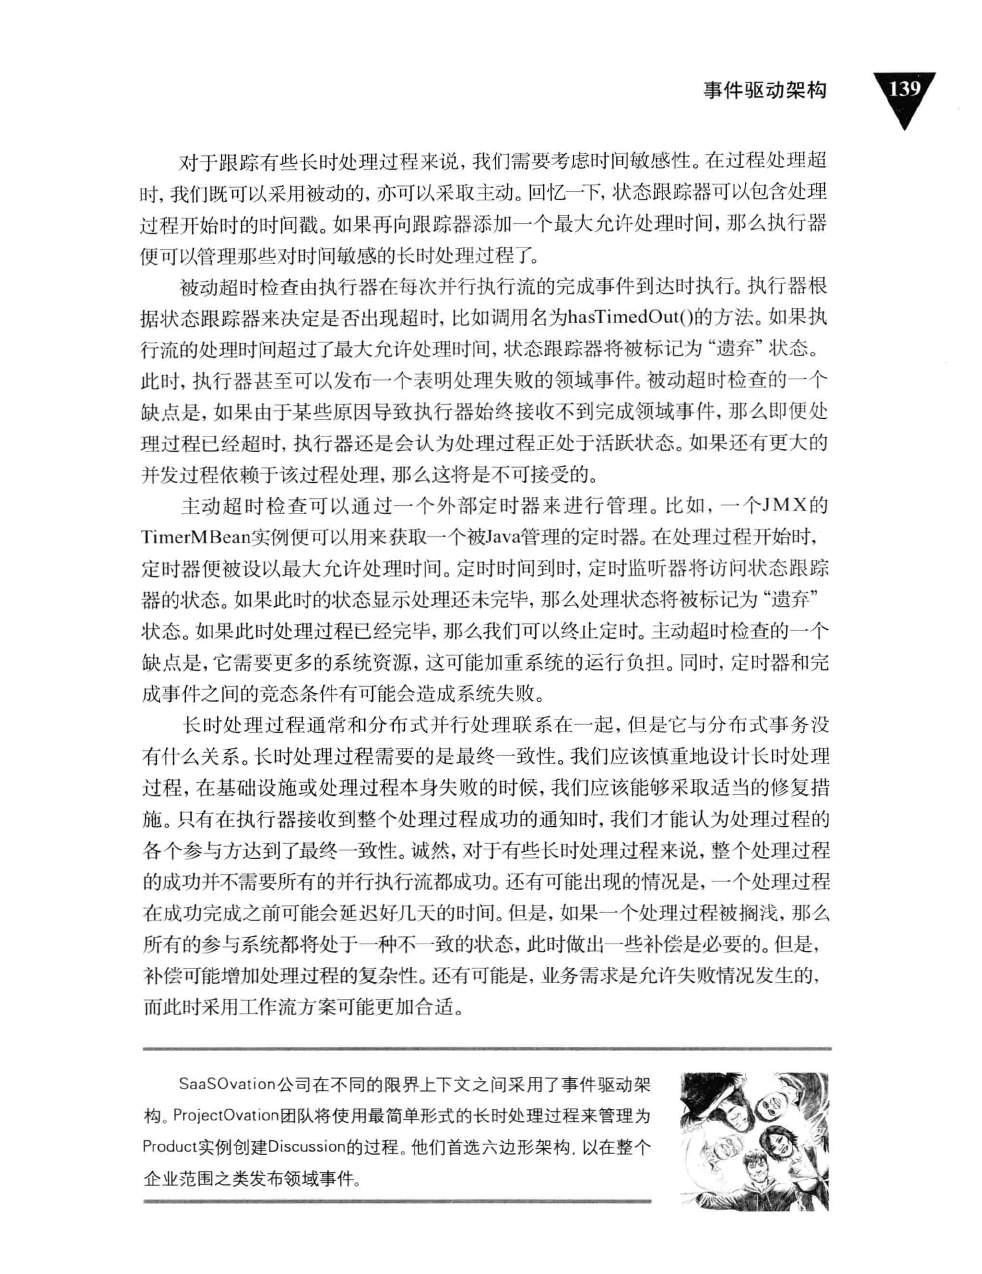 事件驱动架构
139
对于跟踪有些长时处理过程来说，我们需要考虑时间敏感性。在过程处理超
时，我们既可以采用被动的，亦可以采取主动。回忆一下，状态跟踪器可以包含处理
过程开始时的时间戳。如果再向跟踪器添加一个最大允许处理时间，那么执行器
便可以管理那些对时间敏感的长时处理过程了。
被动超时检查由执行器在每次并行执行流的完成事件到达时执行。执行器根
据状态跟踪器来决定是否出现超时，比如调用名为hasTimedOut()的方法。如果执
行流的处理时间超过了最大允许处理时间，状态跟踪器将被标记为“遗弃”状态。
此时，执行器甚至可以发布一个表明处理失败的领域事件。被动超时检查的一个
缺点是，如果由于某些原因导致执行器始终接收不到完成领域事件，那么即便处
理过程已经超时，执行器还是会认为处理过程正处于活跃状态。如果还有更大的
并发过程依赖于该过程处理，那么这将是不可接受的。
主动超时检查可以通过一个外部定时器来进行管理。比如，一个JMX的
TimerMBean实例便可以用来获取一个被Java管理的定时器。在处理过程开始时，
定时器便被设以最大允许处理时间。定时时间到时，定时监听器将访问状态跟踪
器的状态。如果此时的状态显示处理还未完毕，那么处理状态将被标记为“遗弃”
状态。如果此时处理过程已经完毕，那么我们可以终止定时。主动超时检查的一个
缺点是，它需要更多的系统资源，这可能加重系统的运行负担。同时，定时器和完
成事件之间的竞态条件有可能会造成系统失败。
长时处理过程通常和分布式并行处理联系在一起，但是它与分布式事务没
有什么关系。长时处理过程需要的是最终一致性。我们应该慎重地设计长时处理
过程，在基础设施或处理过程本身失败的时候，我们应该能够采取适当的修复措
施。只有在执行器接收到整个处理过程成功的通知时，我们才能认为处理过程的
各个参与方达到了最终一致性。诚然，对于有些长时处理过程来说，整个处理过程
的成功并不需要所有的并行执行流都成功。还有可能出现的情况是，一个处理过程
在成功完成之前可能会延迟好几天的时间。但是，如果一个处理过程被搁浅，那么
所有的参与系统都将处于一种不一致的状态，此时做出一些补偿是必要的。但是，
补偿可能增加处理过程的复杂性。还有可能是，业务需求是允许失败情况发生的，
而此时采用工作流方案可能更加合适。
SaaSOvation公司在不同的限界上下文之间采用了事件驱动架
构。ProjectOvation团队将使用最简单形式的长时处理过程来管理为
Product实例创建Discussion的过程。他们首选六边形架构，以在整个
企业范围之类发布领域事件。